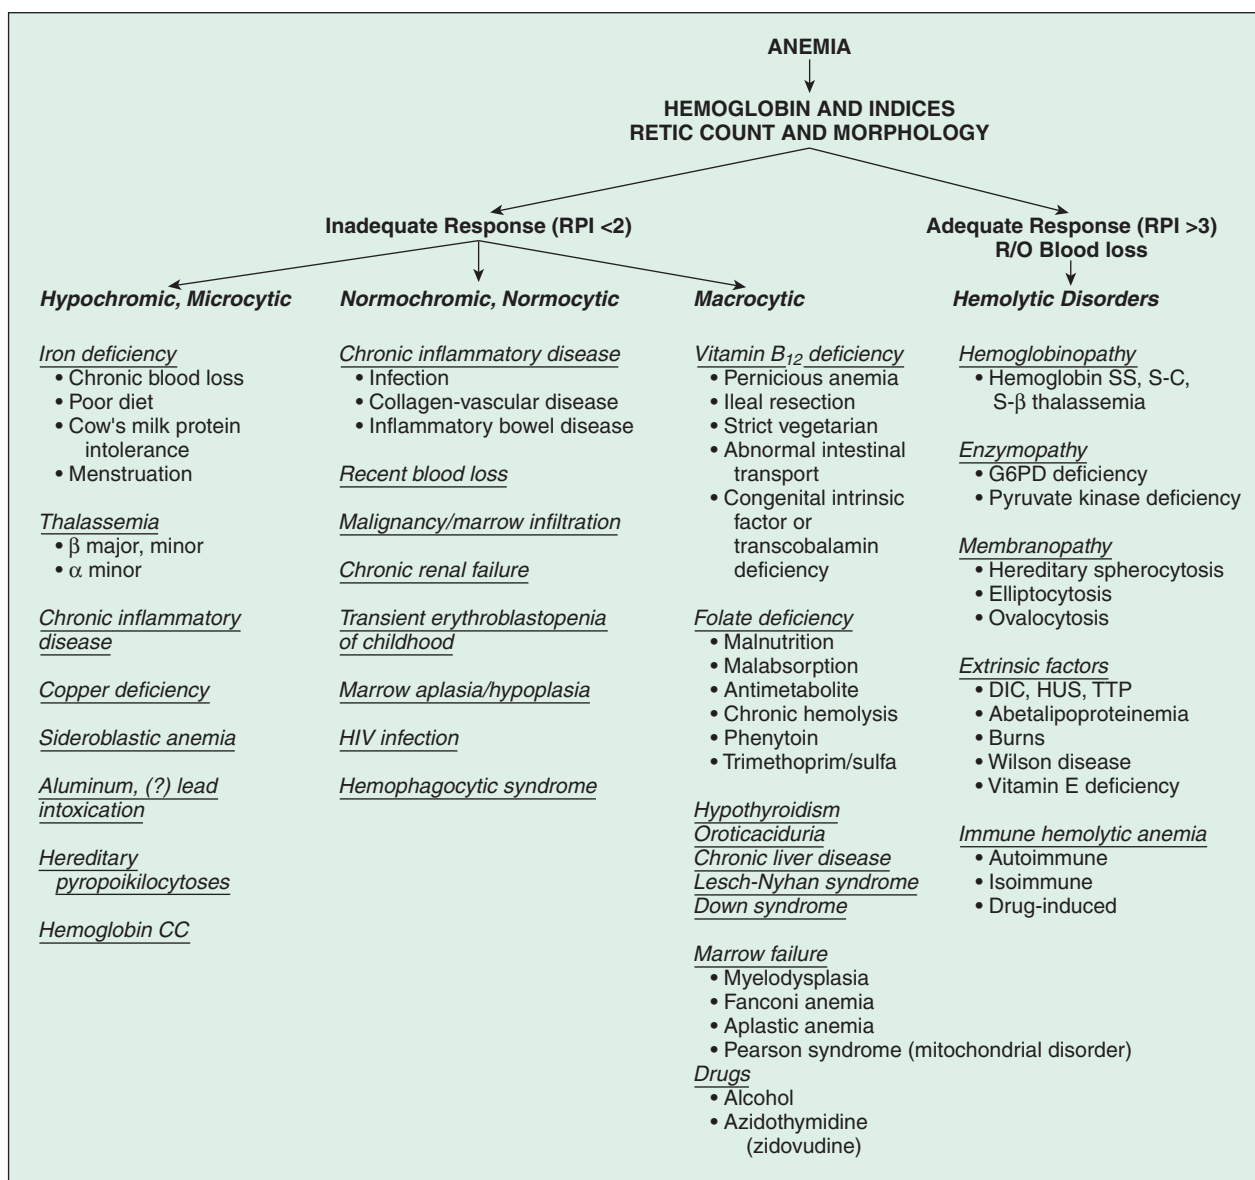 ANEMIA
HEMOGLOBIN AND INDICES
RETIC COUNT AND MORPHOLOGY
Inadequate Response (RPI <2)
Adequate Response (RPI >3)
R/O Blood loss
Hypochromic, Microcytic
Iron deficiency
• Chronic blood loss
• Poor diet
• Cow's milk protein
intolerance
• Menstruation
Thalassemia
• β major, minor
• α minor
Chronic inflammatory
disease
Copper deficiency
Sideroblastic anemia
Aluminum, (?) lead
intoxication
Hereditary
pyropoikilocytoses
Hemoglobin CC
Normochromic, Normocytic
Chronic inflammatory disease
• Infection
• Collagen-vascular disease
• Inflammatory bowel disease
Recent blood loss
Malignancy/marrow infiltration
Chronic renal failure
Transient erythroblastopenia
of childhood
Marrow aplasia/hypoplasia
HIV infection
Hemophagocytic syndrome
Macrocytic
Vitamin B12 deficiency
• Pernicious anemia
• Ileal resection
• Strict vegetarian
• Abnormal intestinal
transport
• Congenital intrinsic
factor or
transcobalamin
deficiency
Folate deficiency
• Malnutrition
• Malabsorption
• Antimetabolite
• Chronic hemolysis
• Phenytoin
• Trimethoprim/sulfa
Hypothyroidism
Oroticaciduria
Chronic liver disease
Lesch-Nyhan syndrome
Down syndrome
Marrow failure
• Myelodysplasia
• Fanconi anemia
• Aplastic anemia
• Pearson syndrome (mitochondrial disorder)
Drugs
• Alcohol
• Azidothymidine
(zidovudine)
Hemolytic Disorders
Hemoglobinopathy
• Hemoglobin SS, S-C,
S-β thalassemia
Enzymopathy
• G6PD deficiency
• Pyruvate kinase deficiency
Membranopathy
• Hereditary spherocytosis
• Elliptocytosis
• Ovalocytosis
Extrinsic factors
• DIC, HUS, TTP
• Abetalipoproteinemia
• Burns
• Wilson disease
• Vitamin E deficiency
Immune hemolytic anemia
• Autoimmune
• Isoimmune
• Drug-induced